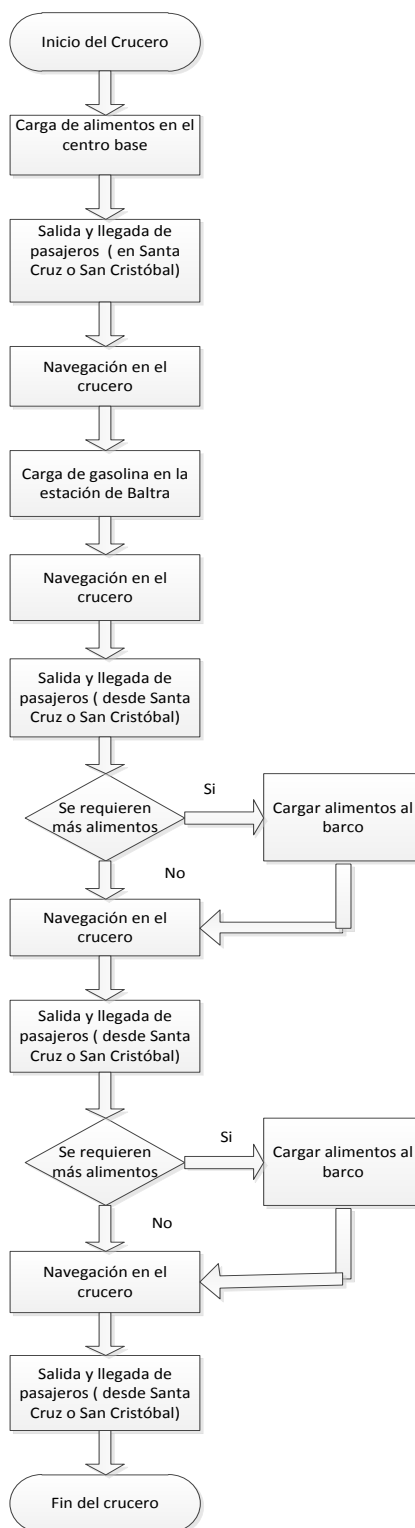 Inicio del Crucero
Carga de alimentos en el
centro base
Salida y llegada de
pasajeros ( en Santa
Cruz o San Cristóbal)
Navegación en el
crucero
Carga de gasolina en la
estación de Baltra
Navegación en el
crucero
Salida y llegada de
pasajeros ( desde Santa
Cruz o San Cristóbal)
Se requieren
más alimentos
Si
Cargar alimentos al
barco
No
Navegación en el
crucero
Salida y llegada de
pasajeros ( desde Santa
Cruz o San Cristóbal)
Se requieren
más alimentos
Si
Cargar alimentos al
barco
No
Navegación en el
crucero
Salida y llegada de
pasajeros ( desde Santa
Cruz o San Cristóbal)
Fin del crucero